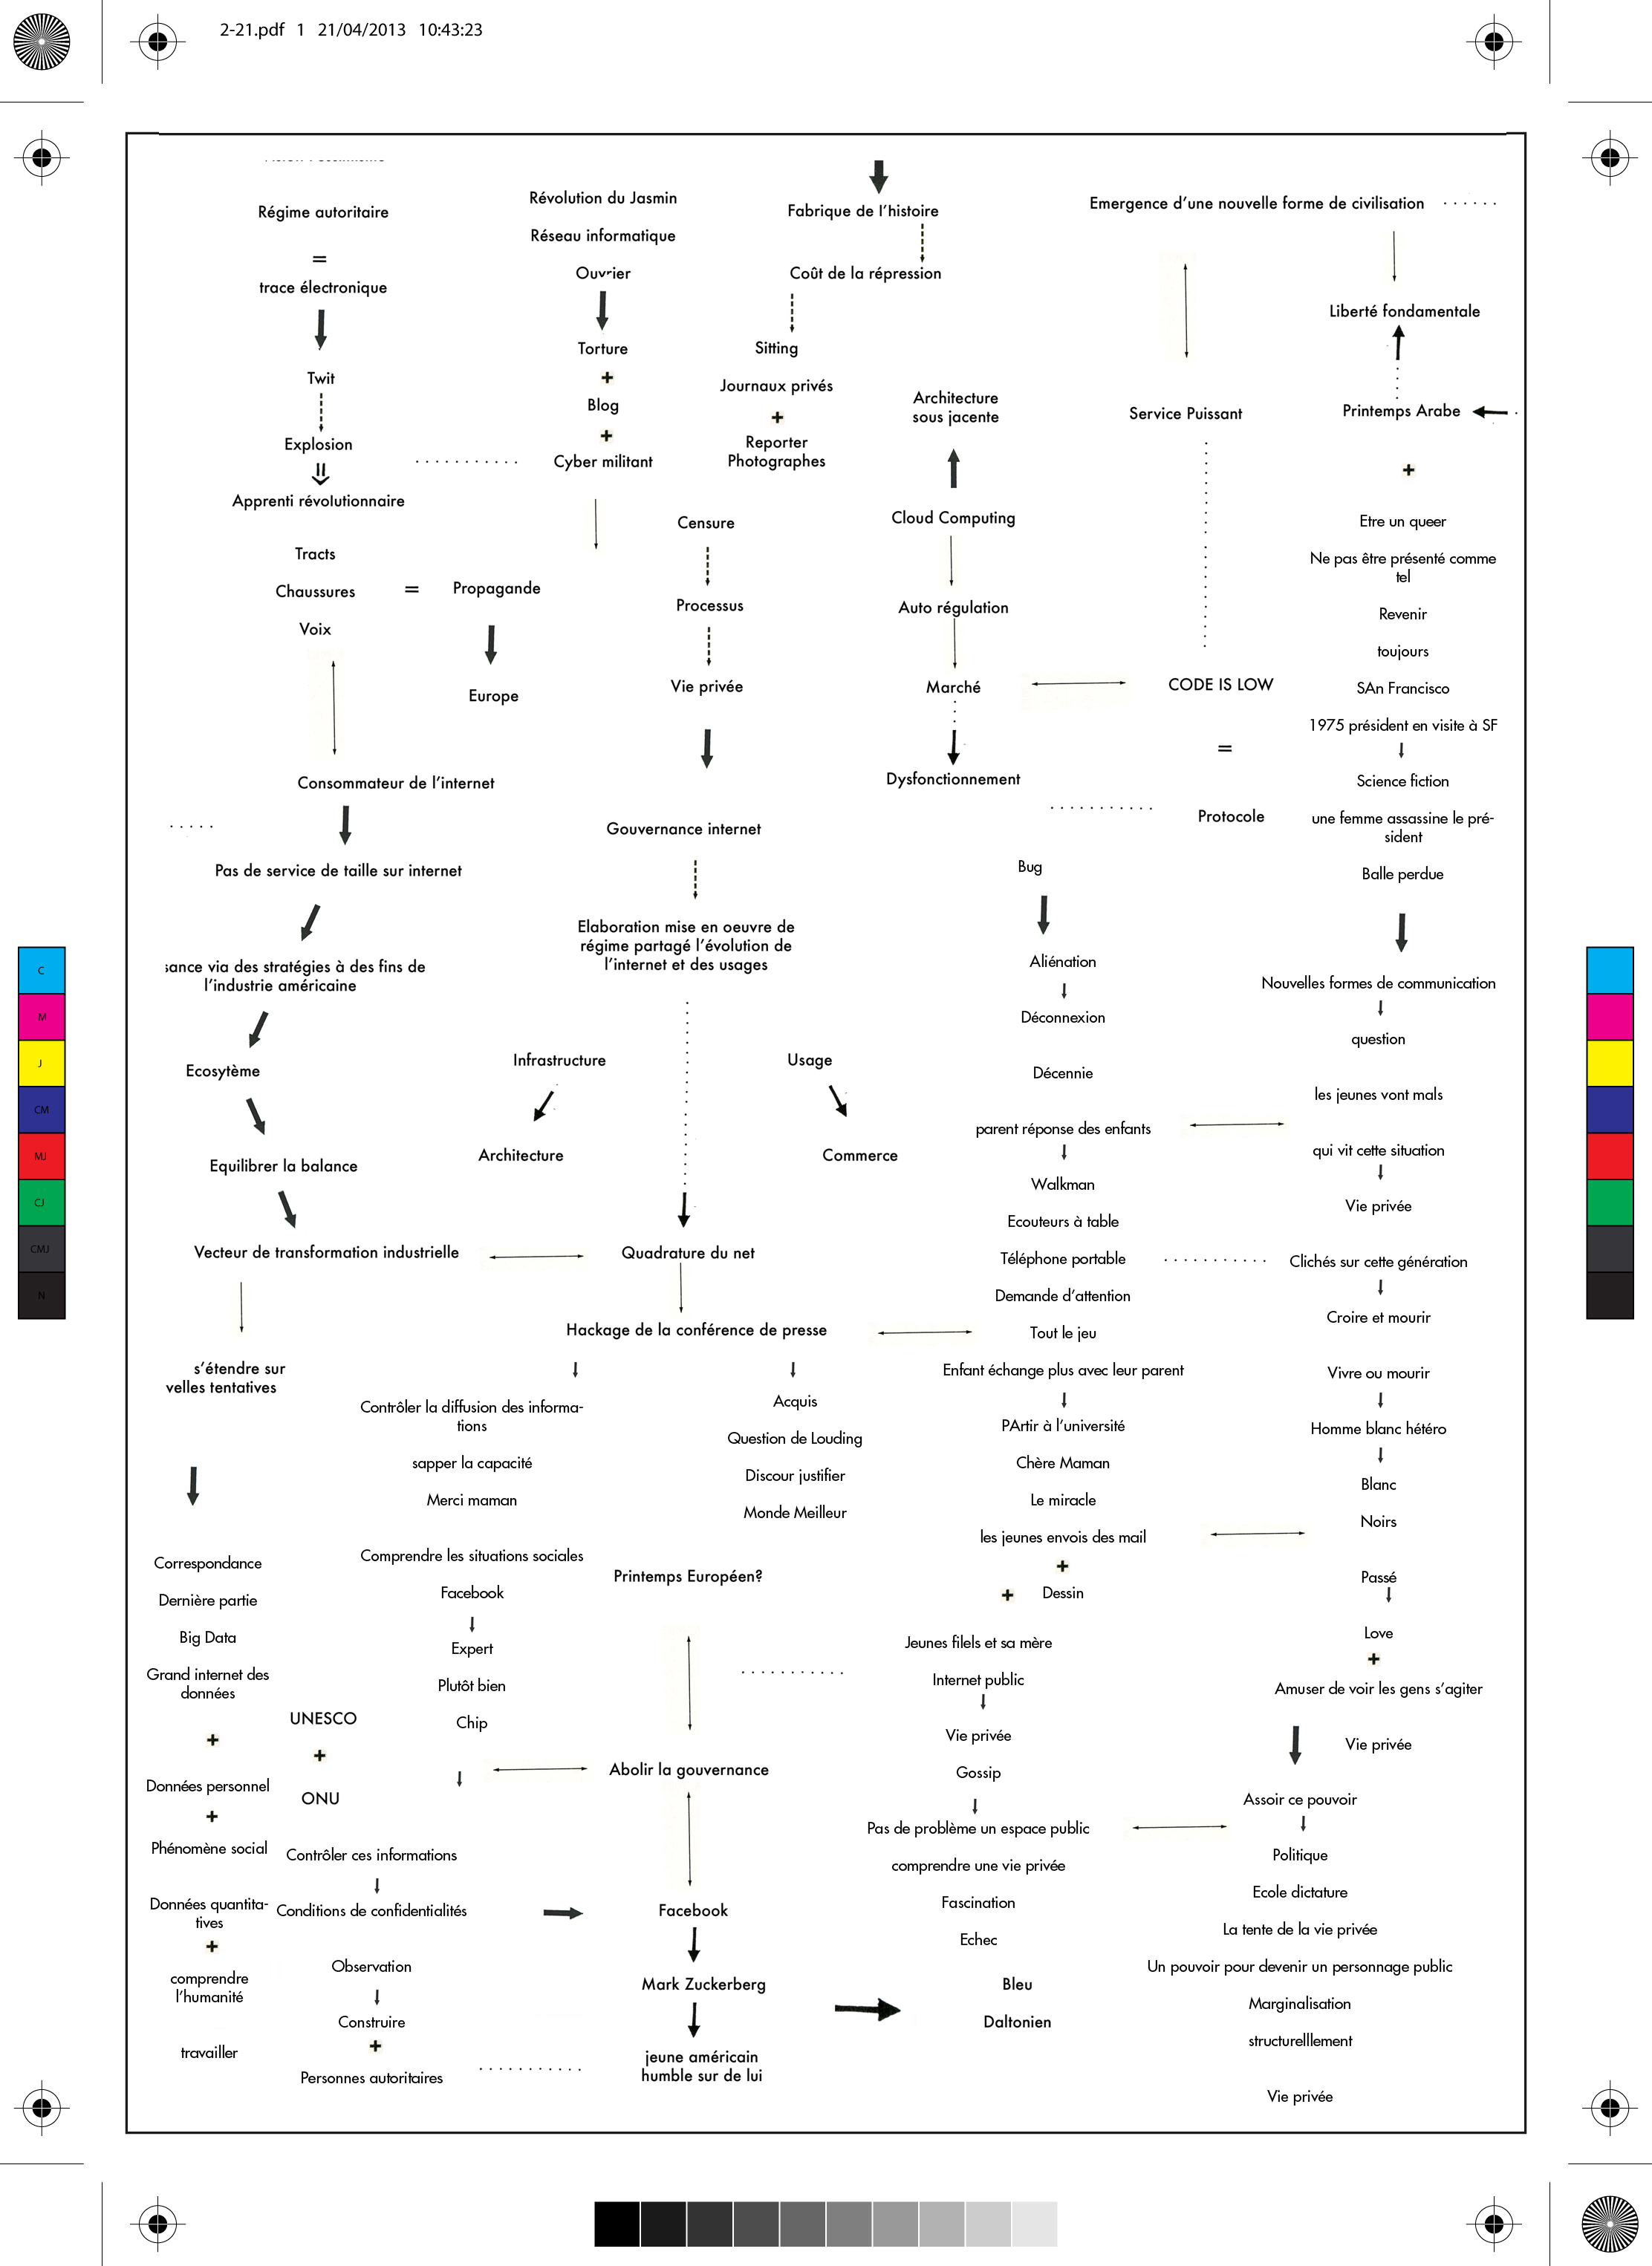 2-21.pdf 1 21/04/2013 10:43:23
Régime autoritaire
=
trace électronique
Twit
Explosion
Apprenti révolutionnaire
Tracts
Chaussures = Propagande
Voix
Europe
Consommateur de l'internet
Pas de service de taille sur internet
via des stratégies à des fins de
l'industrie américaine
Ecosytème
Equilibrer la balance
Vecteur de transformation industrielle
s'étendre sur
velles tentatives
Révolution du Jasmin
Réseau informatique
Ouvrier
Torture
+
Blog
+
Cyber militant
Fabrique de l'histoire
Coût de la répression
Sitting
Journaux privés
+
Reporter
Photographes
Censure
Processus
Vie privée
Gouvernance internet
Elaboration mise en oeuvre de
régime partagé l'évolution de
l'internet et des usages
Infrastructure
Architecture
Usage
Commerce
Quadrature du net
Hackage de la conférence de presse
Architecture
sous jacente
Cloud Computing
Auto régulation
Marché
Dysfonctionnement
Emergence d'une nouvelle forme de civilisation
Service Puissant
CODE IS LOW
=
Protocole
Liberté fondamentale
Printemps Arabe
+
Etre un queer
Ne pas être présenté comme
tel
Revenir
toujours
SAn Francisco
1975 président en visite à SF
Science fiction
une femme assassine le pré-
sident
Balle perdue
Nouvelles formes de communication
question
les jeunes vont mals
qui vit cette situation
Vie privée
Clichés sur cette génération
Croire et mourir
Vivre ou mourir
Homme blanc hétéro
Blanc
Noirs
Passé
Love
+
Amuser de voir les gens s'agiter
Vie privée
Assoir ce pouvoir
Politique
Ecole dictature
La tente de la vie privée
Un pouvoir pour devenir un personnage public
Marginalisation
structurelllement
Vie privée
Bug
Aliénation
Déconnexion
Décennie
parent réponse des enfants
Walkman
Ecouteurs à table
Téléphone portable
Demande d'attention
Tout le jeu
Enfant échange plus avec leur parent
PArtir à l'université
Chère Maman
Le miracle
les jeunes envois des mail
+
+ Dessin
Jeunes filels et sa mère
Internet public
Vie privée
Gossip
Pas de problème un espace public
comprendre une vie privée
Fascination
Echec
Bleu
Daltonien
Contrôler la diffusion des informa-
tions
sapper la capacité
Merci maman
Comprendre les situations sociales
Facebook
Expert
Plutôt bien
Chip
Acquis
Question de Louding
Discour justifier
Monde Meilleur
Printemps Européen?
Abolir la gouvernance
Facebook
Mark Zuckerberg
jeune américain
humble sur de lui
Correspondance
Dernière partie
Big Data
Grand internet des
données
+
Données personnel
+
Phénomène social
Données quantita-
tives
+
comprendre
l'humanité
travailler
UNESCO
+
ONU
Contrôler ces informations
Conditions de confidentialités
Observation
Construire
+
Personnes autoritaires
C
M
J
CM
MJ
CJ
CMJ
N